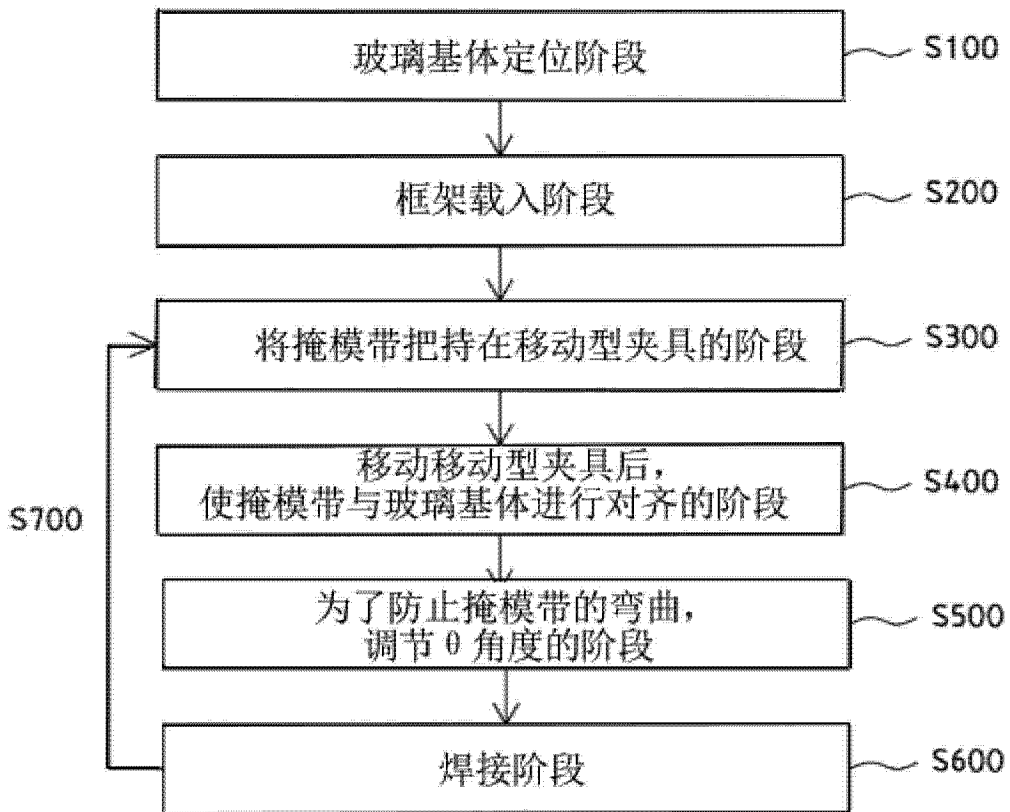 玻璃基体定位阶段
S100
框架载入阶段
S200
将掩模带把持在移动型夹具的阶段
S300
移动移动型夹具后,
使掩模带与玻璃基体进行对齐的阶段
S400
S700
为了防止掩模带的弯曲,
调节θ角度的阶段
S500
焊接阶段
S600